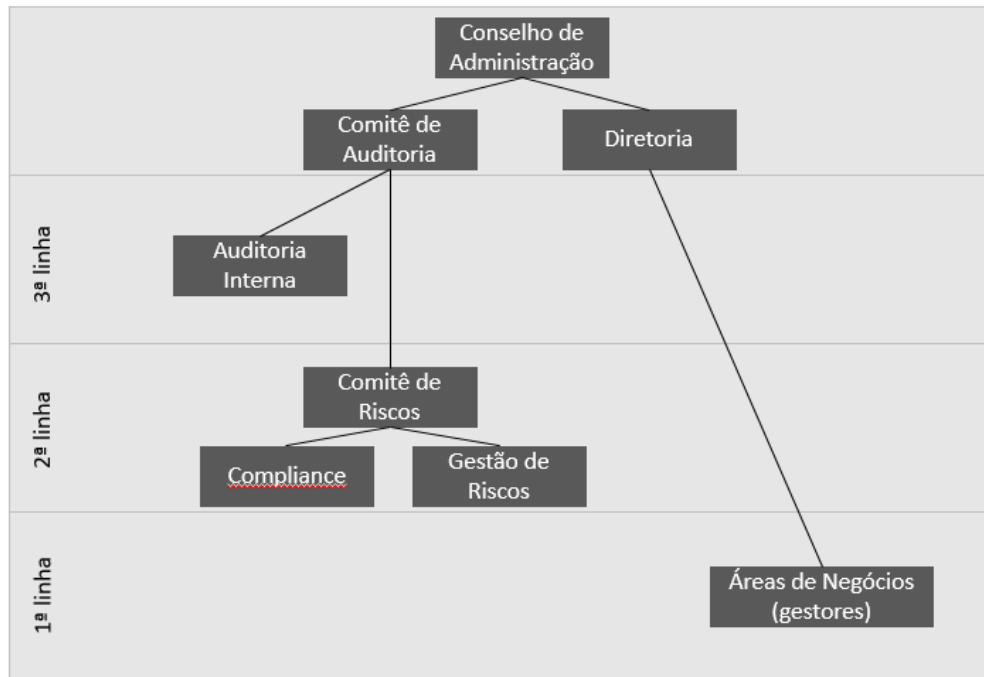 Conselho de
Administração
Comitê de
Auditoria
Diretoria
3ª linha
Auditoria
Interna
2ª linha
Comitê de
Riscos
Compliance
Gestão de
Riscos
1ª linha
Áreas de Negócios
(gestores)